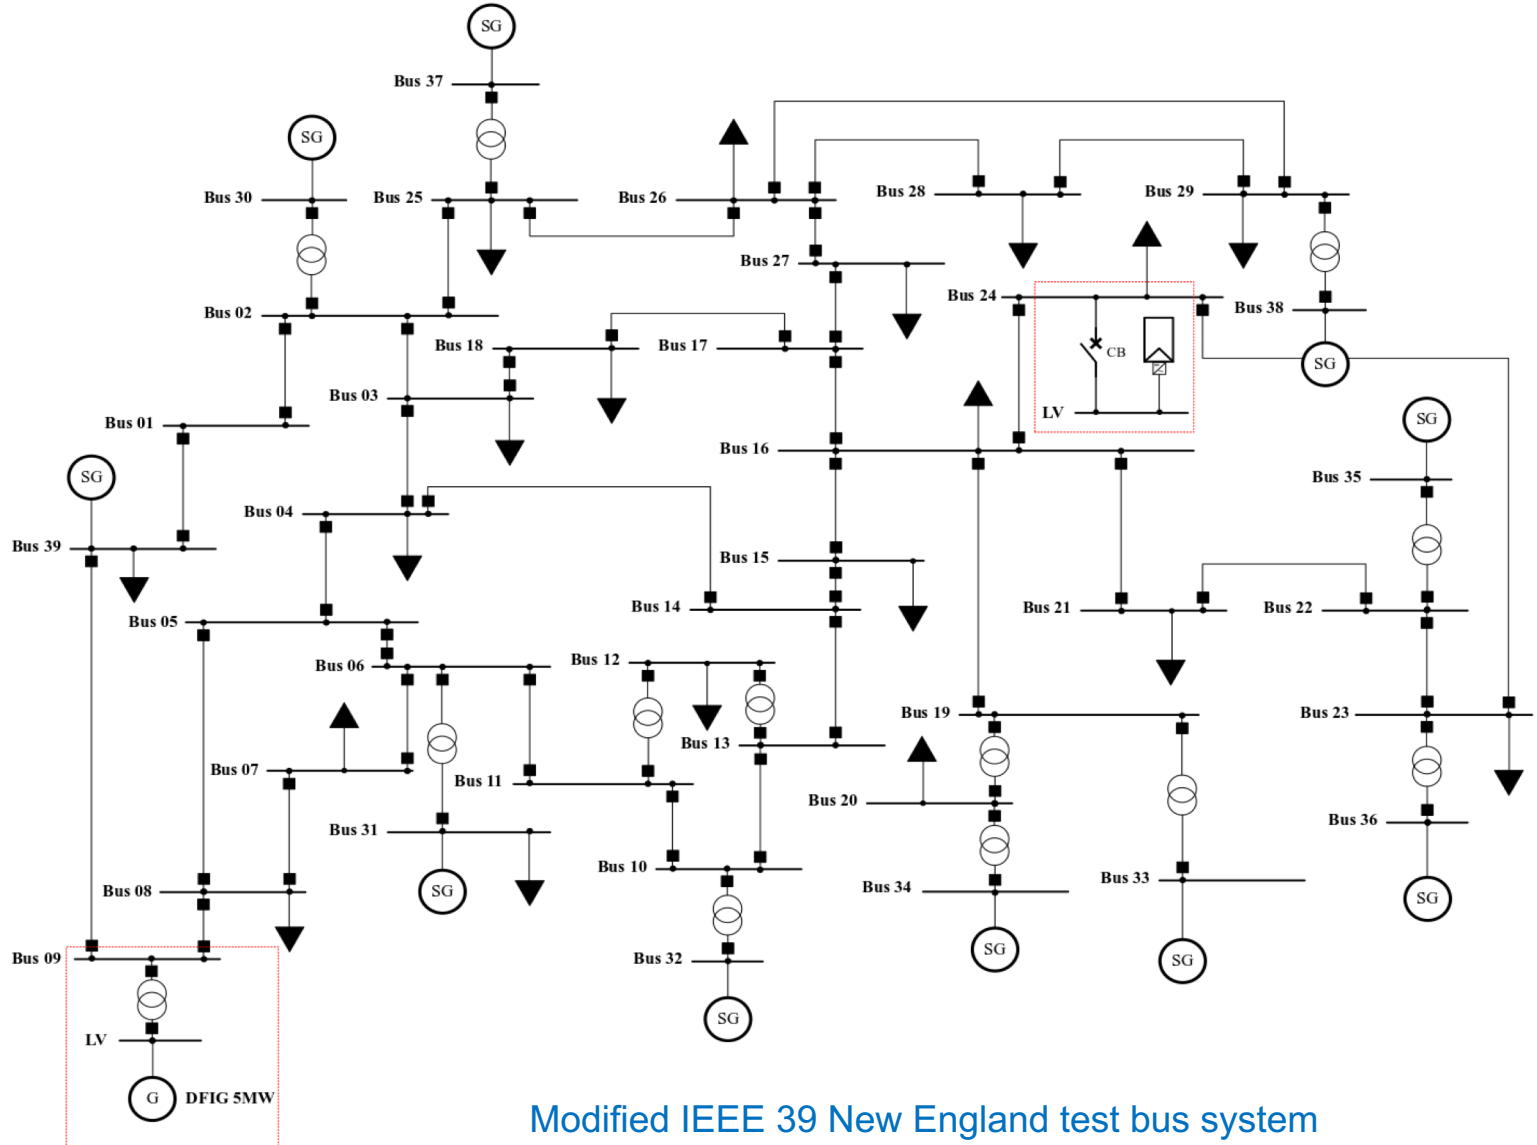 SG
Bus 37
SG
Bus 30
Bus 25
Bus 26
Bus 28
Bus 29
Bus 27
Bus 24
Bus 38
Bus 02
Bus 18
Bus 17
CB
SG
Bus 03
LV
SG
Bus 01
Bus 16
SG
Bus 35
Bus 04
Bus 39
Bus 15
Bus 14
Bus 21
Bus 22
Bus 05
Bus 06
Bus 12
Bus 19
Bus 23
Bus 13
Bus 07
Bus 11
Bus 20
Bus 36
Bus 31
Bus 10
Bus 33
Bus 08
SG
Bus 34
SG
SG
Bus 09
Bus 32
SG
SG
LV
G
DFIG 5MW
Modified IEEE 39 New England test bus system